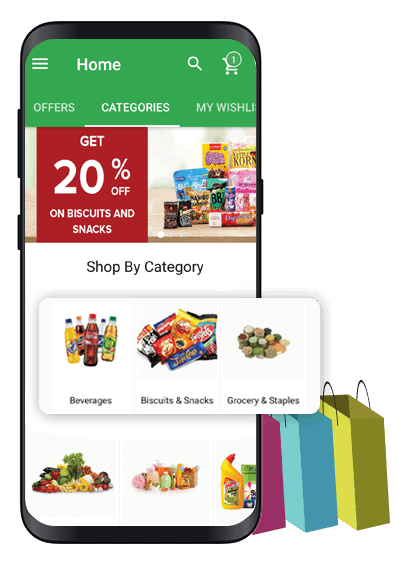 Home
1
OFFERS
CATEGORIES
MY WISHLI
GET
20 %
OFF
ON BISCUITS AND
SNACKS
Shop By Category
Beverages
Biscuits & Snacks
Grocery & Staples